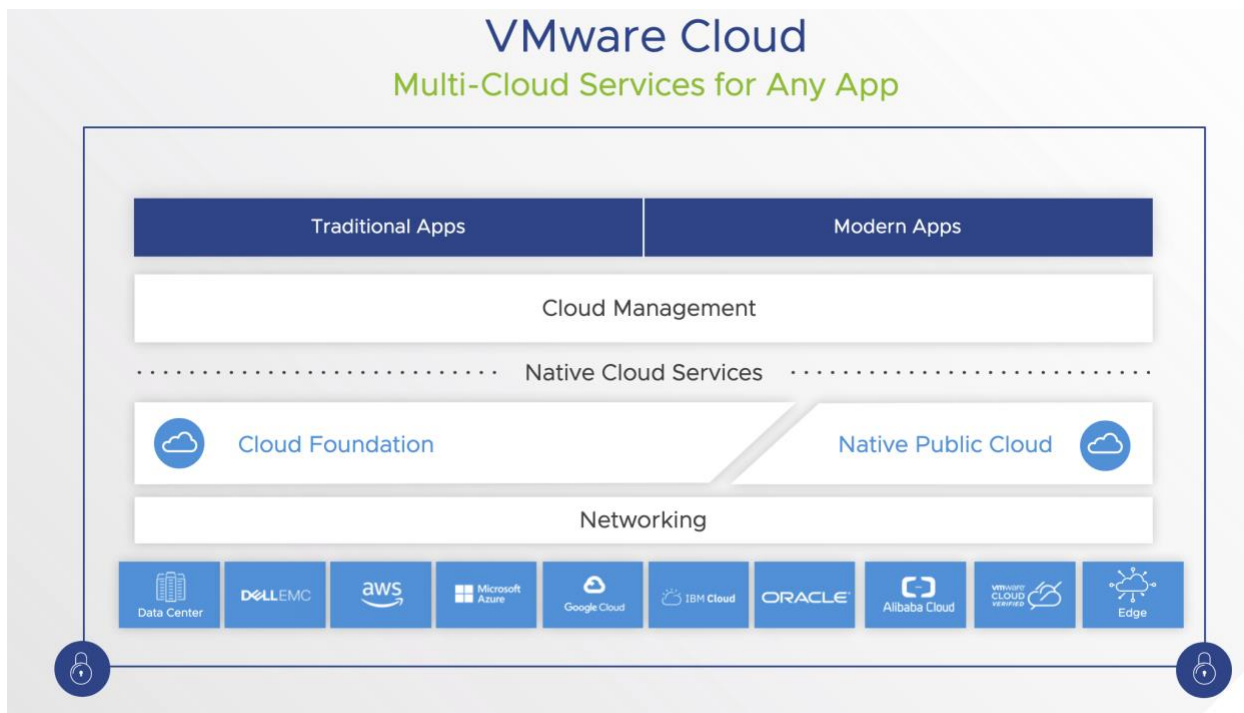 VMware Cloud
Multi-Cloud Services for Any App
Traditional Apps
Modern Apps
Cloud Management
Native Cloud Services
Cloud Foundation
Native Public Cloud
Networking
Data Center
DELLEMC
aws
Microsoft
Azure
Google Cloud
IBM Cloud
ORACLE
Alibaba Cloud
vmware
CLOUD
VERIFIED
Edge